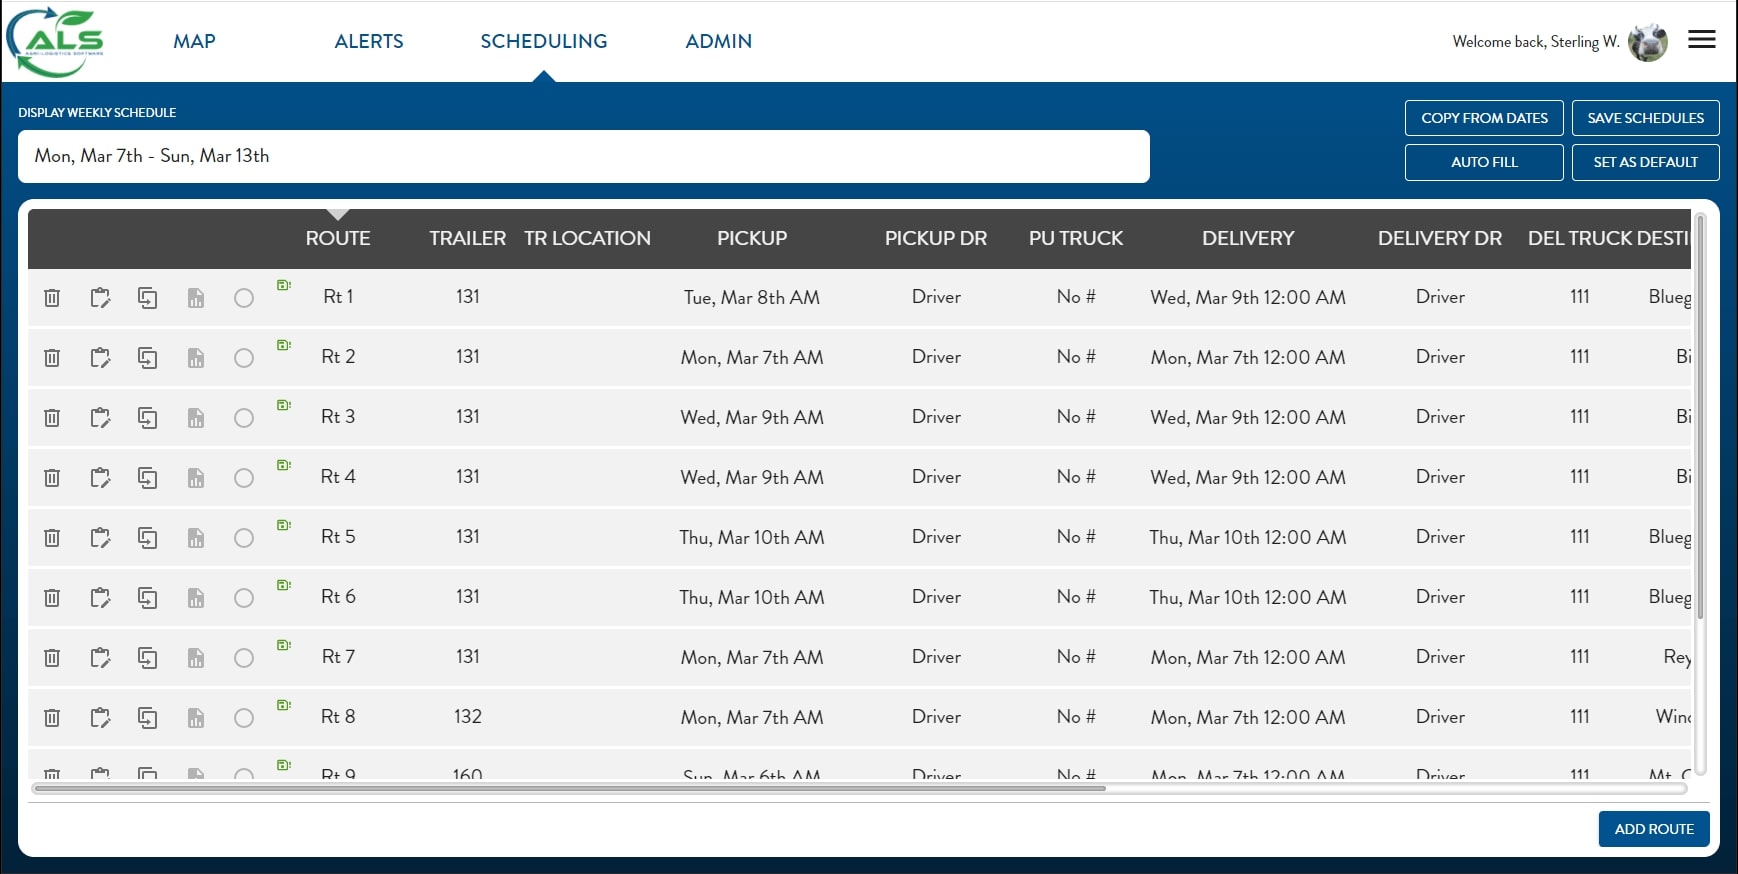 ALS
AGRI-LOGISTICS SOFTWARE
MAP ALERTS SCHEDULING ADMIN
Welcome back, Sterling W.
DISPLAY WEEKLY SCHEDULE
Mon, Mar 7th - Sun, Mar 13th
COPY FROM DATES SAVE SCHEDULES
AUTO FILL SET AS DEFAULT
ROUTE TRAILER TR LOCATION PICKUP PICKUP DR PU TRUCK DELIVERY DELIVERY DR DEL TRUCK DESTI
Rt 1 131 Tue, Mar 8th AM Driver No # Wed, Mar 9th 12:00 AM Driver 111 Blueg
Rt 2 131 Mon, Mar 7th AM Driver No # Mon, Mar 7th 12:00 AM Driver 111 Bi
Rt 3 131 Wed, Mar 9th AM Driver No # Wed, Mar 9th 12:00 AM Driver 111 Bi
Rt 4 131 Wed, Mar 9th AM Driver No # Wed, Mar 9th 12:00 AM Driver 111 Bi
Rt 5 131 Thu, Mar 10th AM Driver No # Thu, Mar 10th 12:00 AM Driver 111 Blueg
Rt 6 131 Thu, Mar 10th AM Driver No # Thu, Mar 10th 12:00 AM Driver 111 Blueg
Rt 7 131 Mon, Mar 7th AM Driver No # Mon, Mar 7th 12:00 AM Driver 111 Rey
Rt 8 132 Mon, Mar 7th AM Driver No # Mon, Mar 7th 12:00 AM Driver 111 Winc
Rt 9 160 Sun, Mar 6th AM Driver No # Mon, Mar 7th 12:00 AM Driver 111 Mt. C
ADD ROUTE